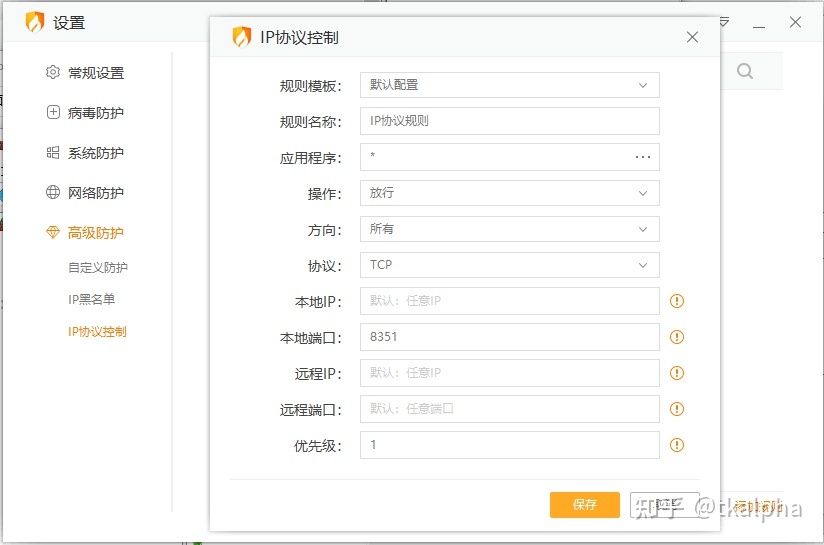 设置
IP协议控制
常规设置
病毒防护
系统防护
网络防护
高级防护
自定义防护
IP黑名单
IP协议控制
规则模板： 默认配置
规则名称： IP协议规则
应用程序： * ...
操作： 放行
方向： 所有
协议： TCP
本地IP： 默认：任意IP
本地端口： 8351
远程IP： 默认：任意IP
远程端口： 默认：任意端口
优先级： 1
保存
知乎 @tkalpha